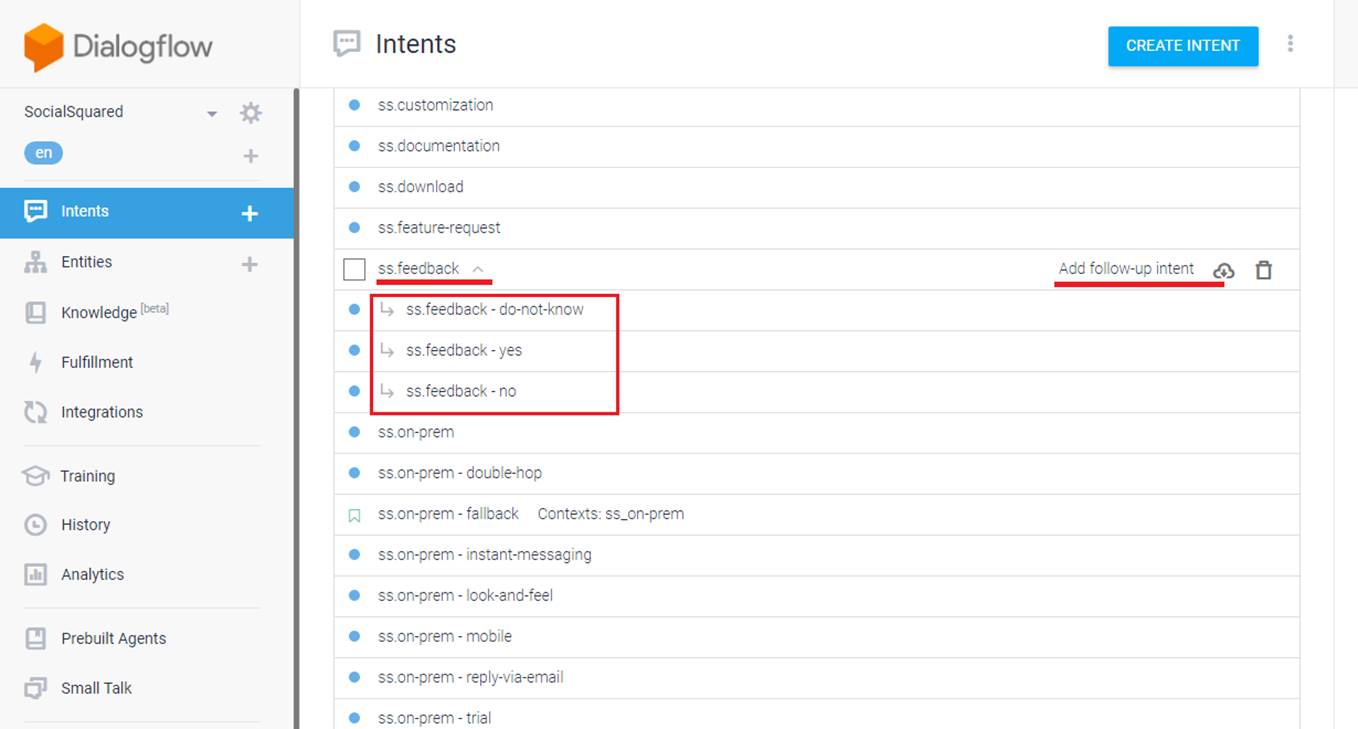 Dialogflow
SocialSquared
en
Intents
Entities
Knowledge [beta]
Fulfillment
Integrations
Training
History
Analytics
Prebuilt Agents
Small Talk
Intents
CREATE INTENT
ss.customization
ss.documentation
ss.download
ss.feature-request
ss.feedback Add follow-up intent
ss.feedback - do-not-know
ss.feedback - yes
ss.feedback - no
ss.on-prem
ss.on-prem - double-hop
ss.on-prem - fallback Contexts: ss_on-prem
ss.on-prem - instant-messaging
ss.on-prem - look-and-feel
ss.on-prem - mobile
ss.on-prem - reply-via-email
ss.on-prem - trial